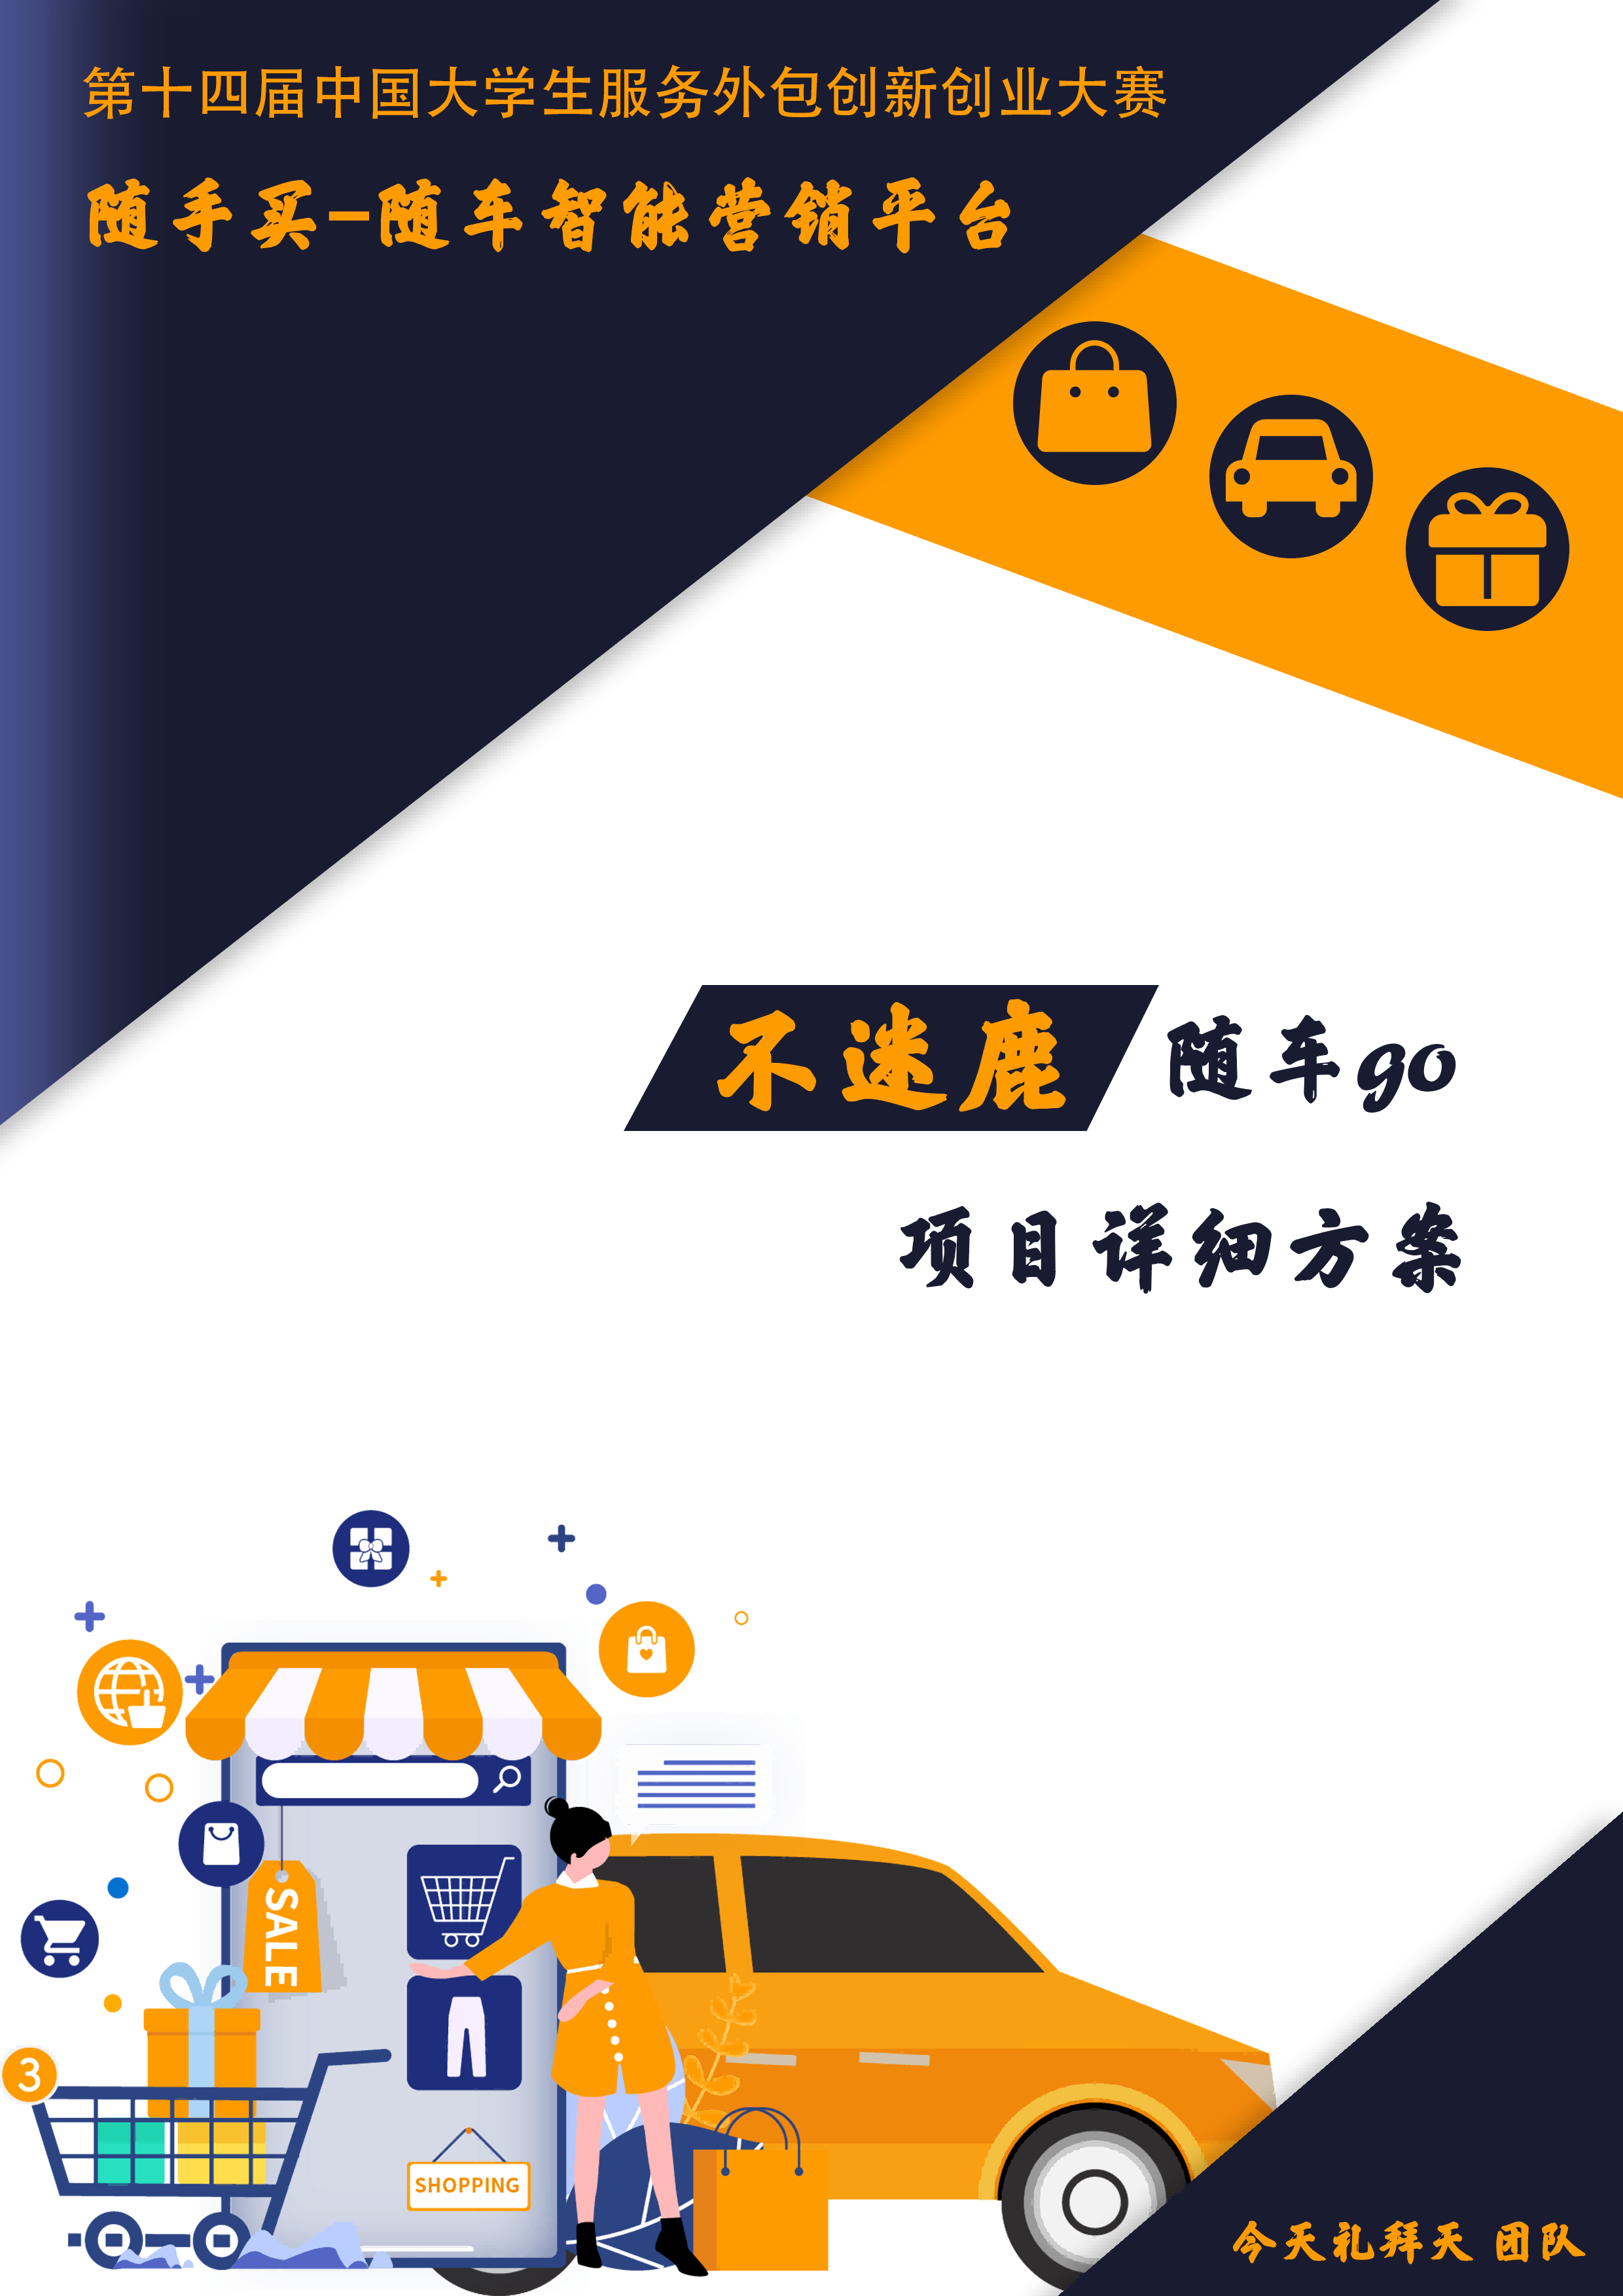 第十四届中国大学生服务外包创新创业大赛
随手买—随车智能营销平台
不迷鹿 随车go
项目详细方案
SALE
3
SHOPPING
今天礼拜天 团队